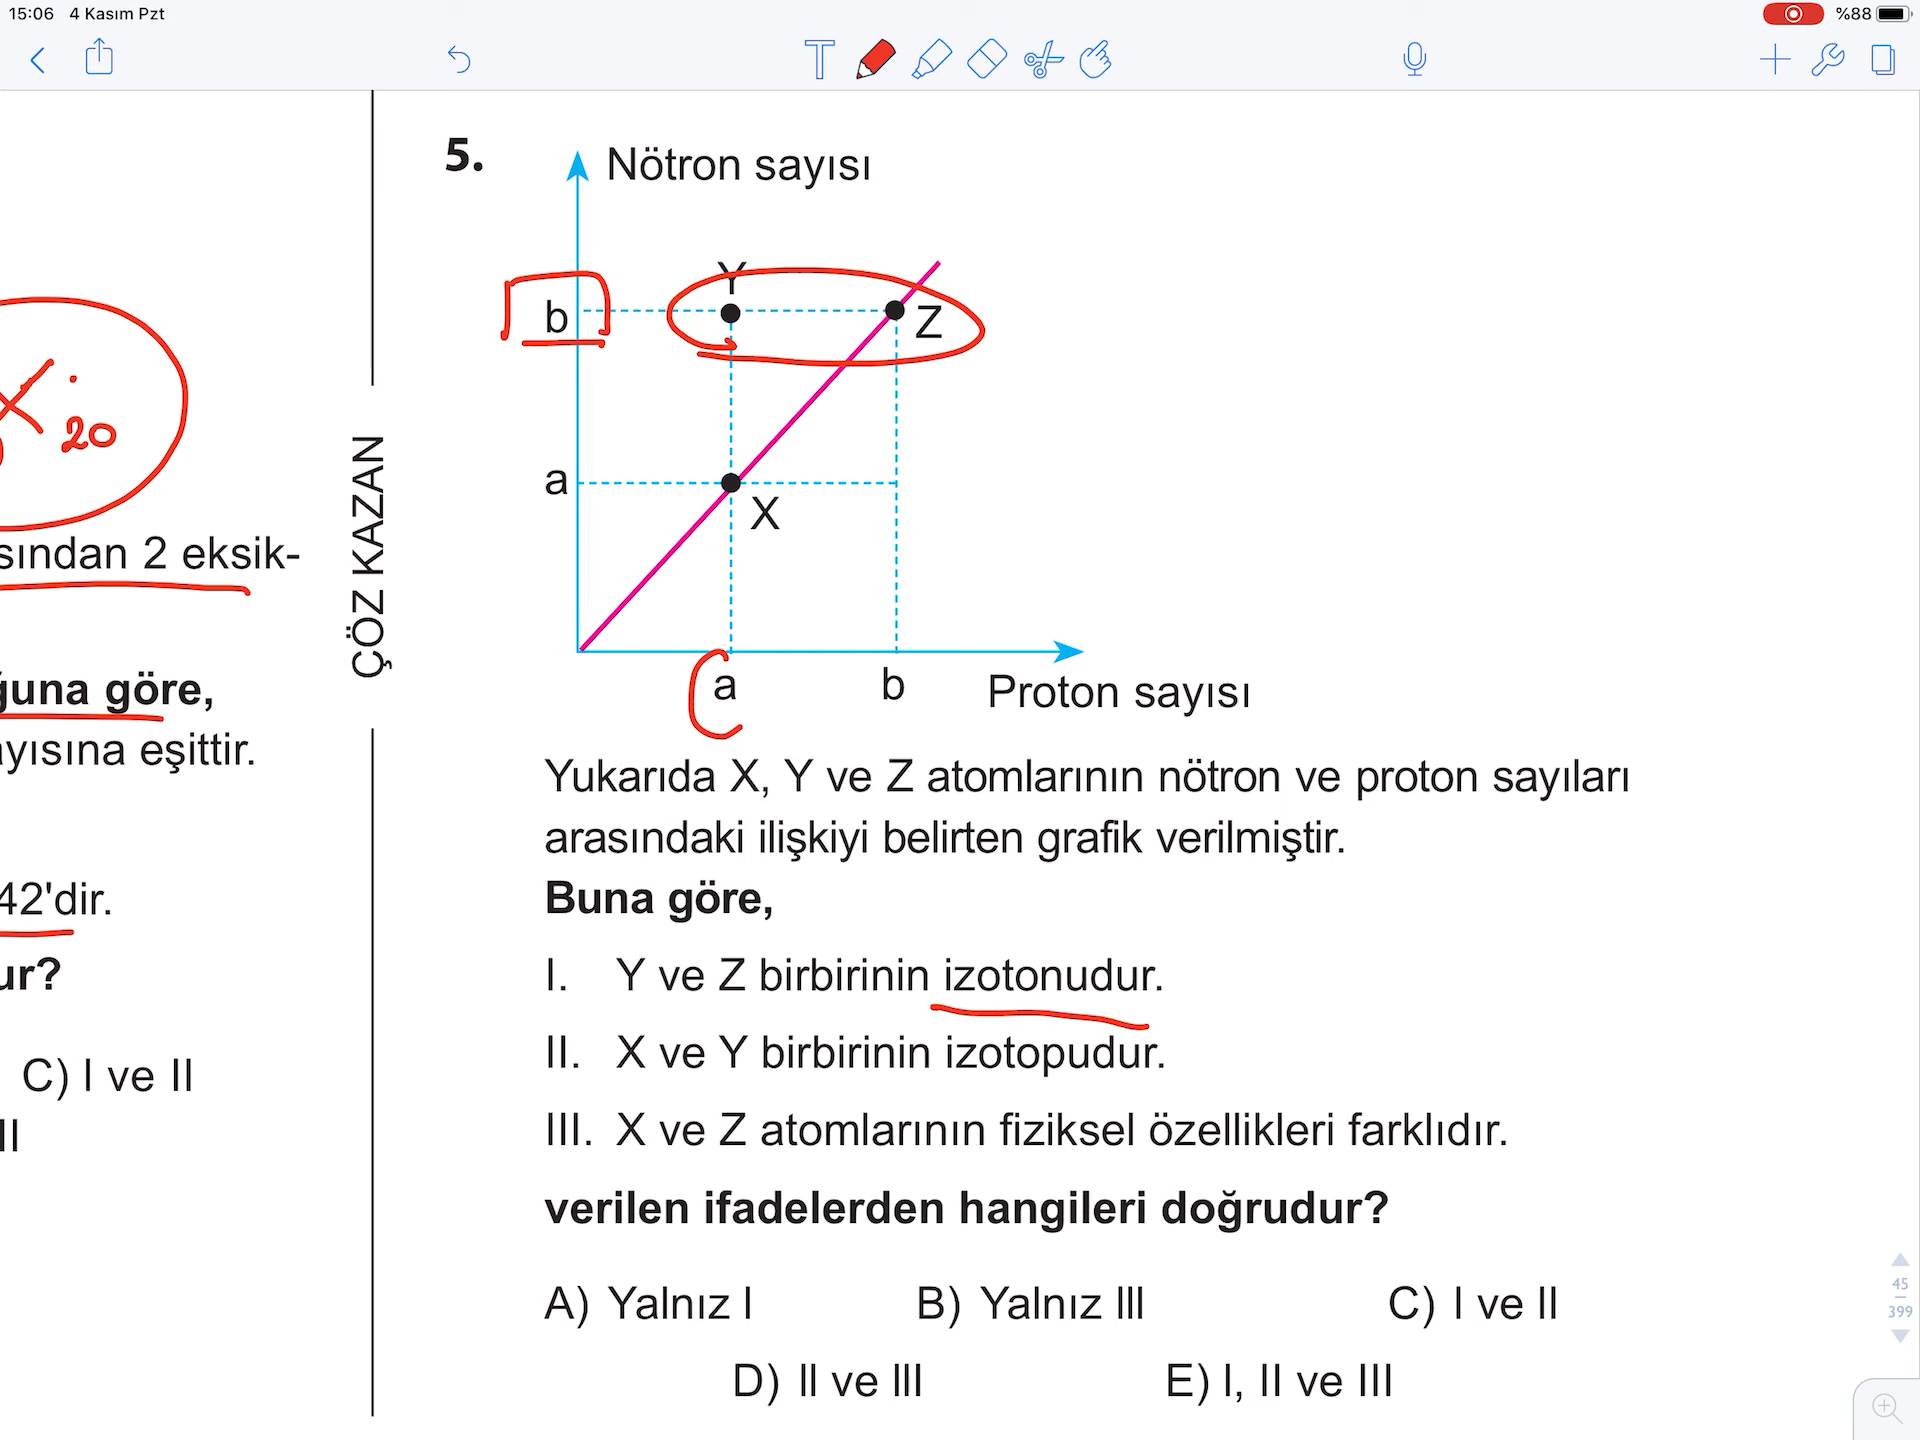 15:06 4 Kasım Pzt
%88
20
sından 2 eksik-
ğuna göre,
ayısına eşittir.
42'dir.
ur?
C) I ve II
II
ÇÖZ KAZAN
5.
Nötron sayısı
Y
b
Z
a
X
a
b
Proton sayısı
Yukarıda X, Y ve Z atomlarının nötron ve proton sayıları
arasındaki ilişkiyi belirten grafik verilmiştir.
Buna göre,
I. Y ve Z birbirinin izotonudur.
II. X ve Y birbirinin izotopudur.
III. X ve Z atomlarının fiziksel özellikleri farklıdır.
verilen ifadelerden hangileri doğrudur?
A) Yalnız I B) Yalnız III C) I ve II
D) II ve III E) I, II ve III
45
399